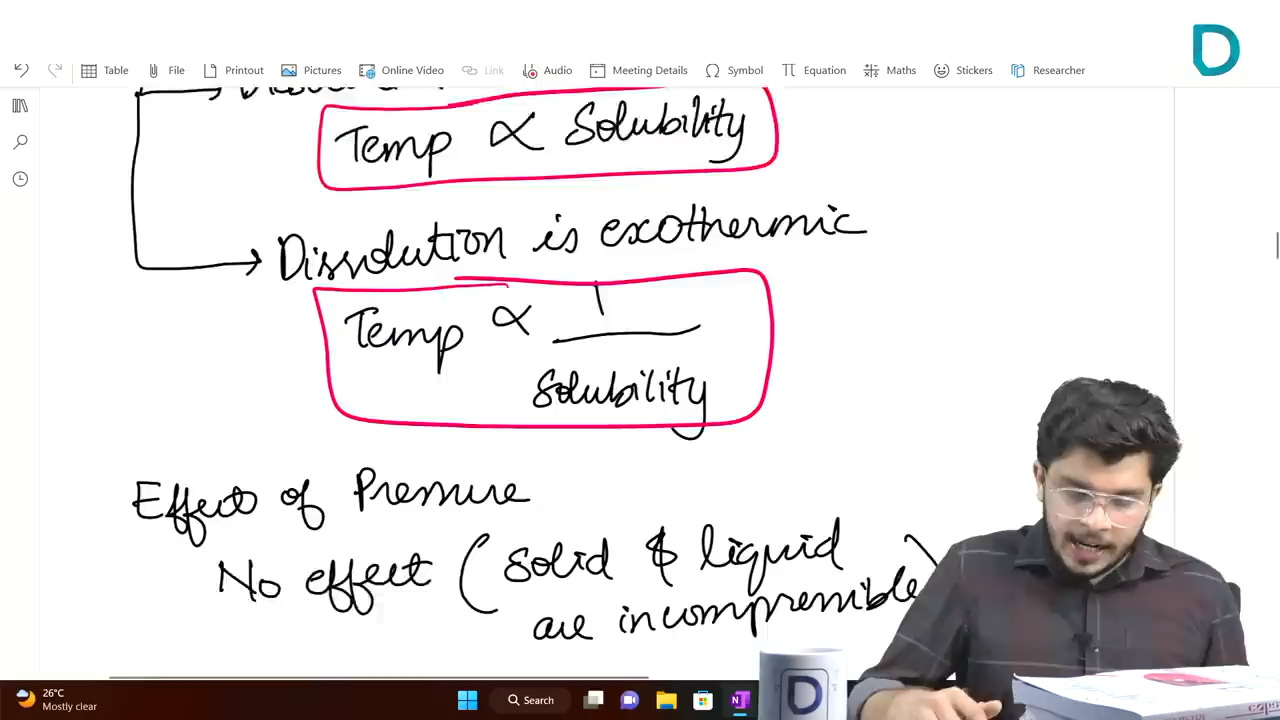 D
Table File Printout Pictures Online Video Link Audio Meeting Details Symbol Equation Maths Stickers Researcher
Temp ∝ Solubility
Dissolution is exothermic
Temp ∝ 1
Solubility
Effect of Pressure
No effect (solid & liquid
are incompressible)
D
26°C
Mostly clear
Search
N